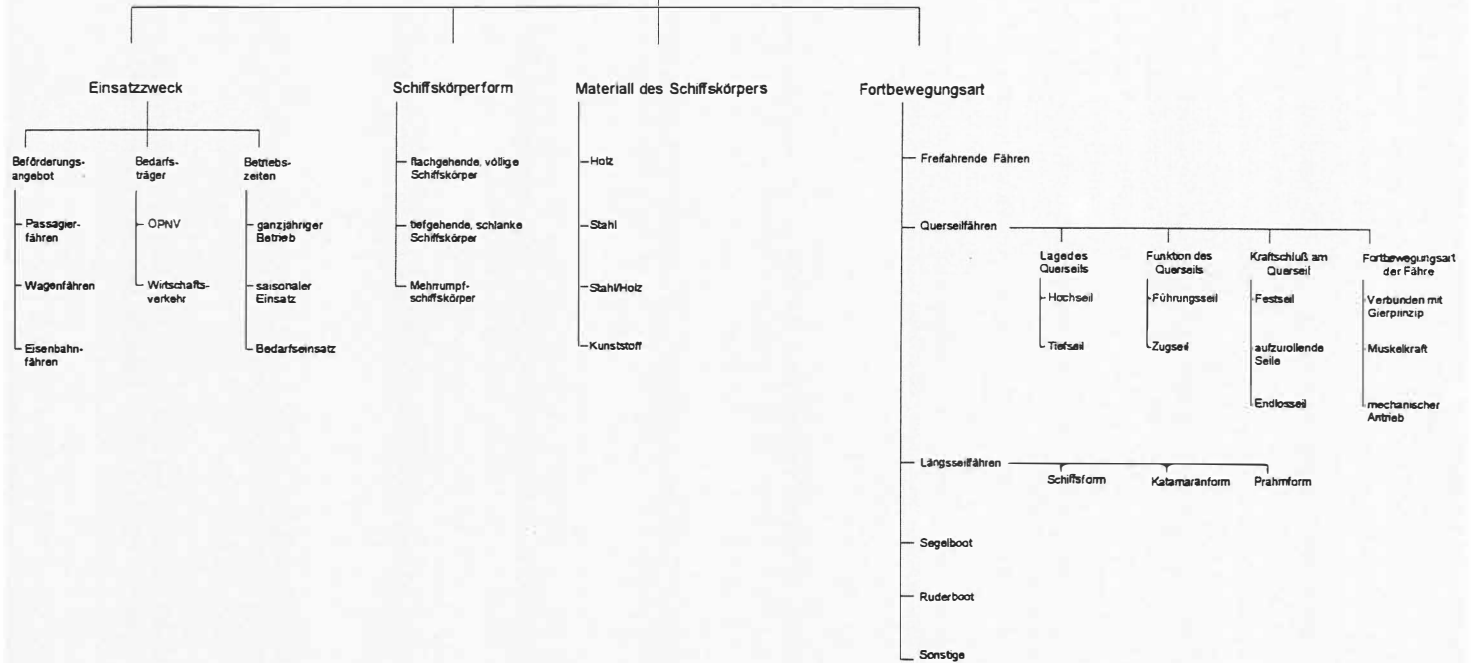 Einsatzzweck
Schiffskörperform
Materiall des Schiffskörpers
Fortbewegungsart
Beförderungs-
angebot
Bedarfs-
träger
Betriebs-
zeiten
Passagier-
fähren
Wagenfähren
Eisenbahn-
fähren
OPNV
Wirtschafts-
verkehr
ganzjähriger
Betrieb
saisonaler
Einsatz
Bedarfseinsatz
flachgehende, völlige
Schiffskörper
tiefgehende, schlanke
Schiffskörper
Mehrrumpf-
schiffskörper
Holz
Stahl
Stahl/Holz
Kunststoff
Freifahrende Fähren
Querseilfähren
Lage des
Querseils
Hochseil
Tiefseil
Funktion des
Querseils
Führungsseil
Zugseil
Kraftschluß am
Querseil
Festseil
aufzurollende
Seile
Endlosseil
Fortbewegungsart
der Fähre
Verbunden mit
Gierprinzip
Muskelkraft
mechanischer
Antrieb
Längsseilfähren
Schiffsform
Katamaranform
Prahmform
Segelboot
Ruderboot
Sonstige